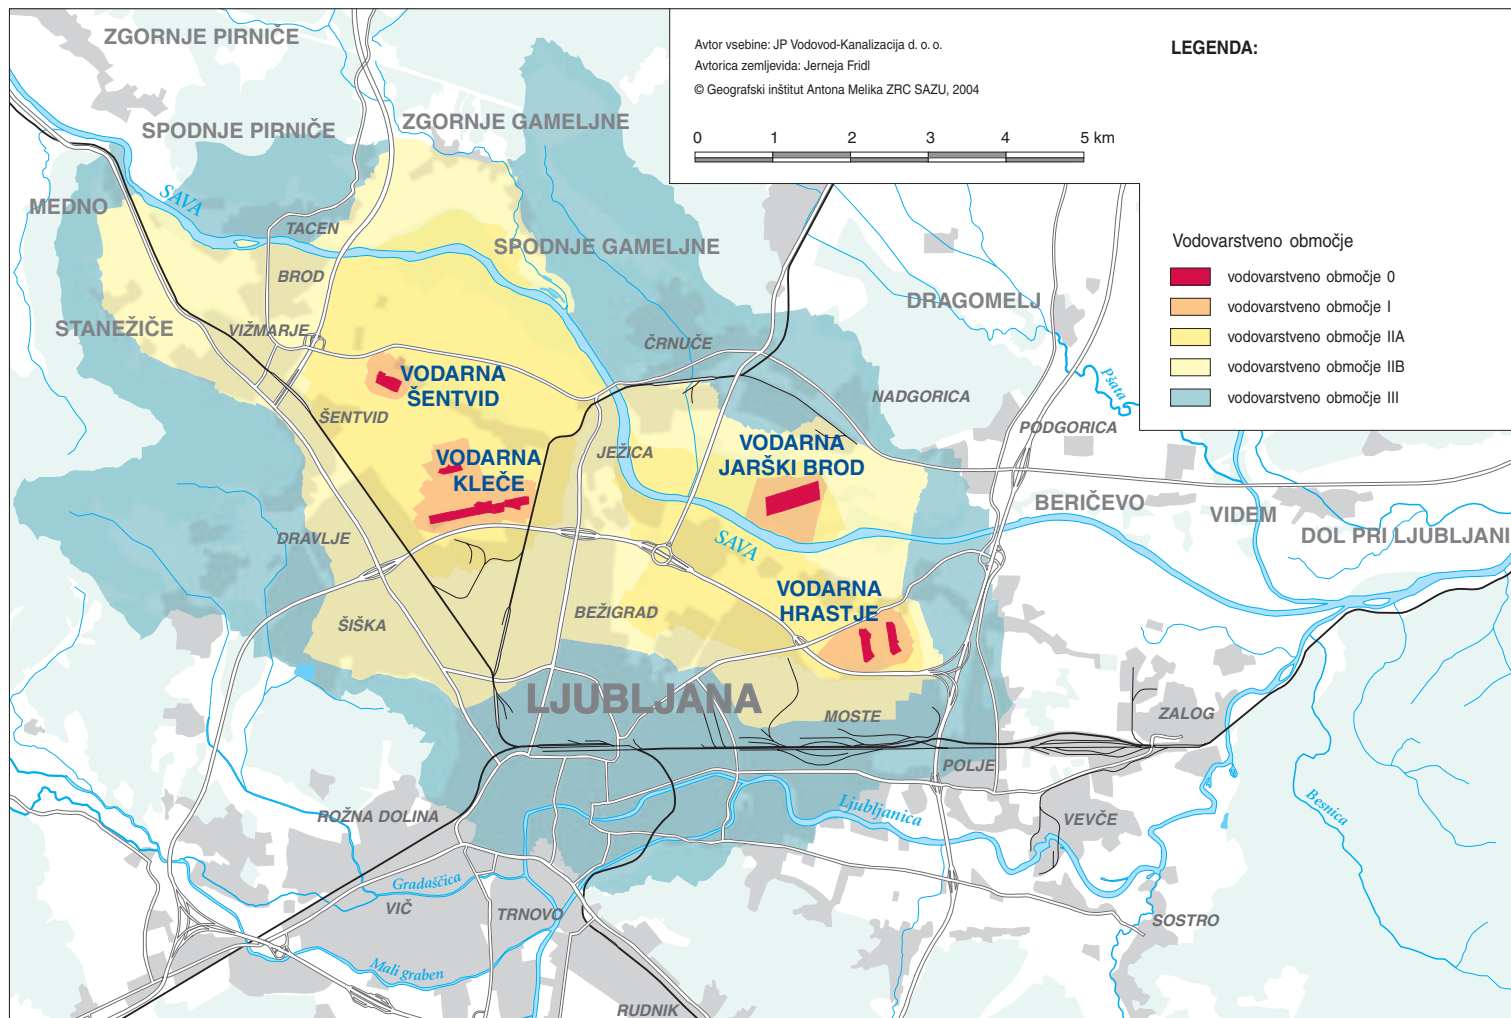 ZGORNJE PIRNIČE
Avtor vsebine: JP Vodovod-Kanalizacija d. o. o.
Avtorica zemljevida: Jerneja Fridl
© Geografski inštitut Antona Melika ZRC SAZU, 2004
0 1 2 3 4 5 km
LEGENDA:
Vodovarstveno območje
vodovarstveno območje 0
vodovarstveno območje I
vodovarstveno območje IIA
vodovarstveno območje IIB
vodovarstveno območje III
SPODNJE PIRNIČE
ZGORNJE GAMELJNE
MEDNO
SAVA
TACEN
SPODNJE GAMELJNE
BROD
STANEŽIČE
VIŽMARJE
DRAGOMELJ
ČRNUČE
Pšata
VODARNA
ŠENTVID
NADGORICA
ŠENTVID
PODGORICA
JEŽICA
VODARNA
KLEČE
VODARNA
JARŠKI BROD
BERIČEVO
VIDEM
DOL PRI LJUBLJANI
DRAVLJE
SAVA
VODARNA
HRASTJE
BEŽIGRAD
ŠIŠKA
LJUBLJANA
MOSTE
ZALOG
POLJE
ROŽNA DOLINA
Ljubljanica
VEVČE
Besnica
Gradaščica
VIČ
TRNOVO
SOSTRO
Mali graben
RUDNIK